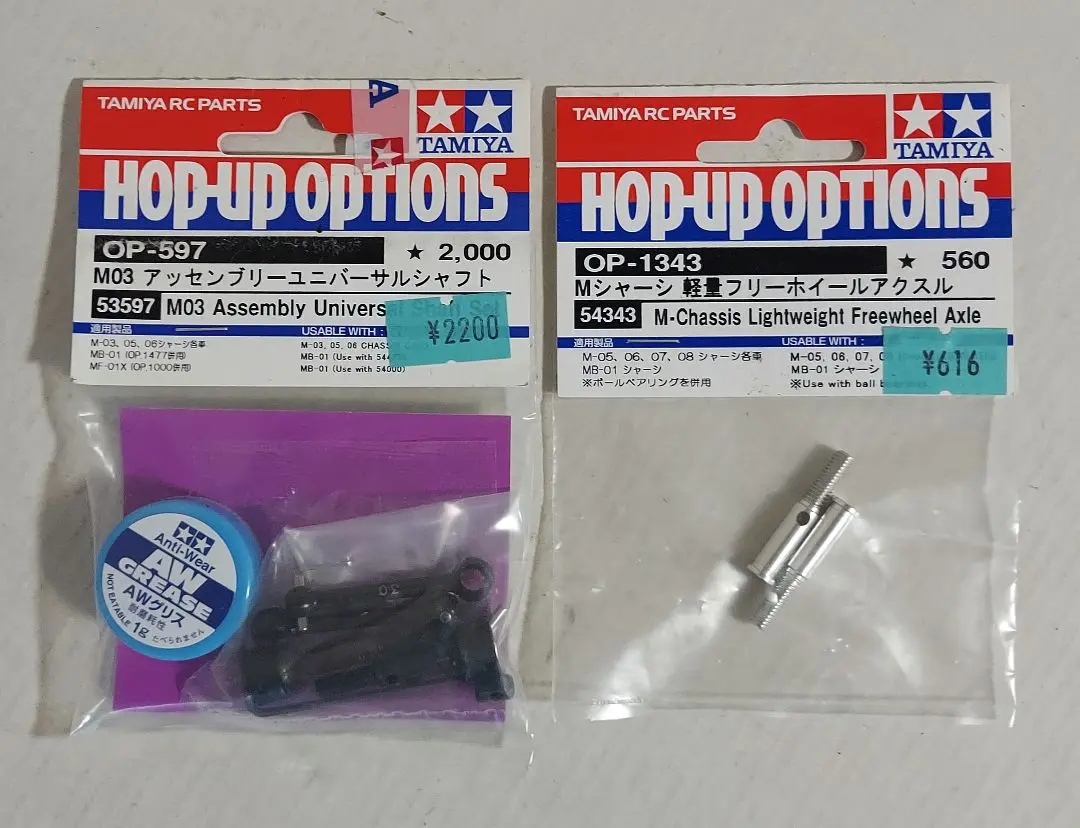 TAMIYA RC PARTS
A
TAMIYA
HOP-UP OPTIONS
OP-597 ★ 2,000
M03 アッセンブリーユニバーサルシャフト
53597 M03 Assembly Universal Shaft Set
¥2200
適用製品
USABLE WITH :
M-03, 05, 06シャーシ各車
MB-01 (OP.1477併用)
MF-01X (OP.1000併用)
M-03, 05, 06 CHASS
MB-01 (Use with 544
MB-01 (Use with 54000)
Anti-Wear
AW
GREASE
AWグリス
耐磨耗性
NOT EATABLE 1g たべられません
30
TAMIYA RC PARTS
TAMIYA
HOP-UP OPTIONS
OP-1343 ★ 560
Mシャーシ 軽量フリーホイールアクスル
54343 M-Chassis Lightweight Freewheel Axle
¥616
適用製品
USABLE WITH :
M-05, 06, 07, 08 シャーシ各車
MB-01 シャーシ
※ボールベアリングを併用
M-05, 06, 07, 0
MB-01 シャーシ
※Use with ball